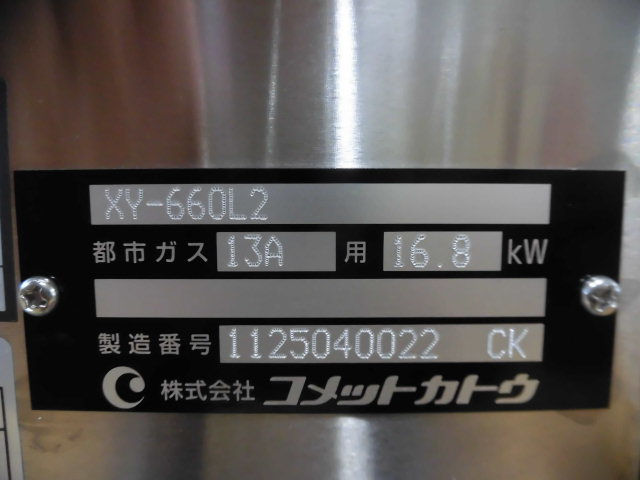 XY-660L2
都市ガス 13A 用 16.8 kW
製造番号 1125040022 CK
株式会社 コメットカトウ